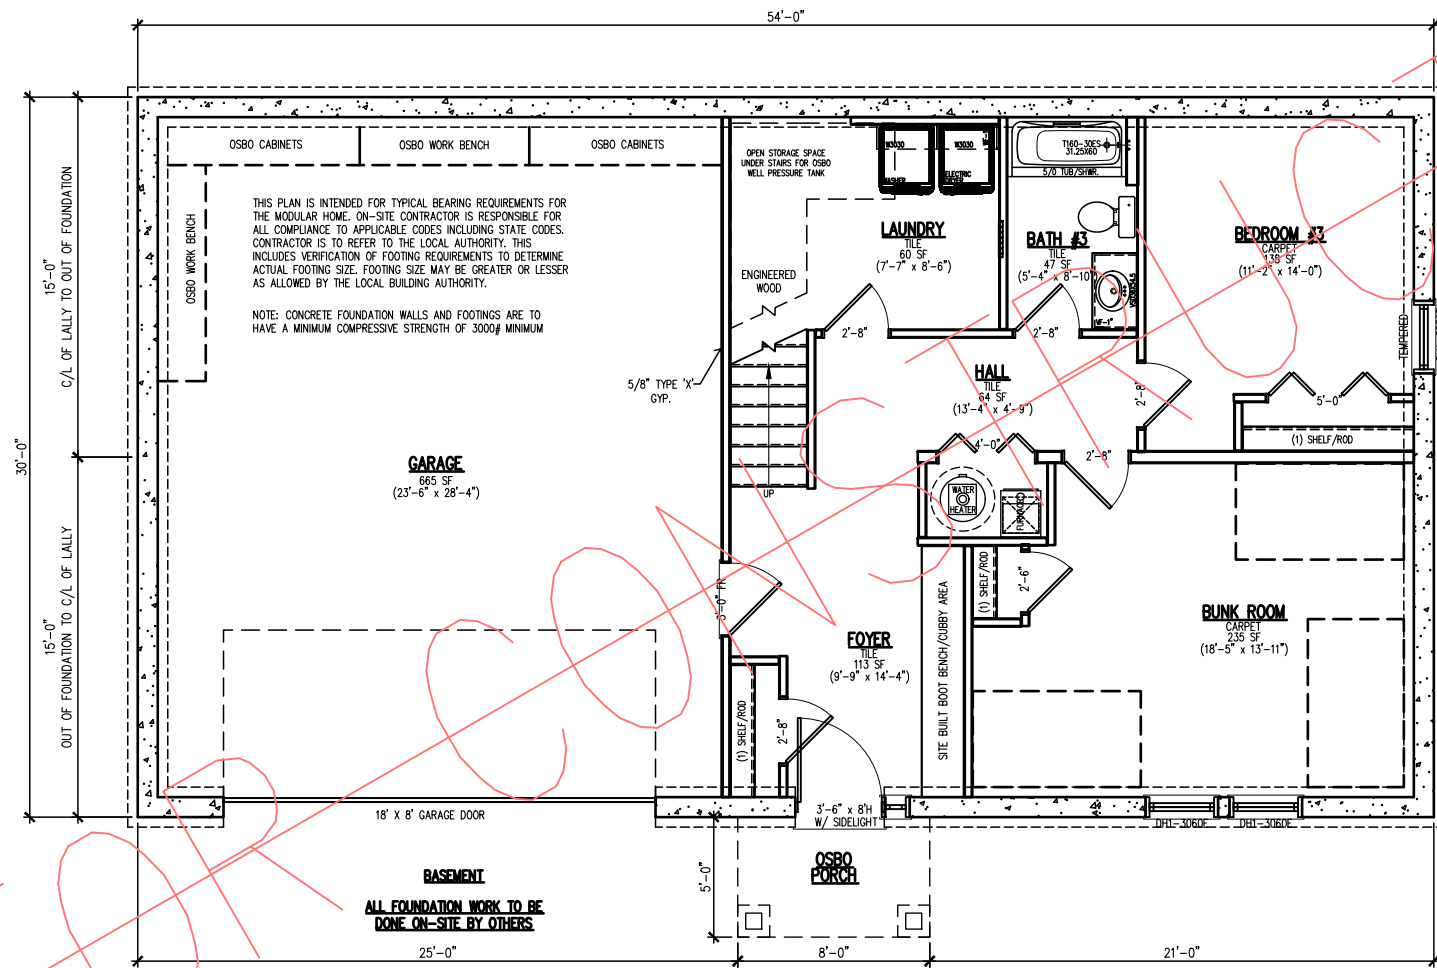 54'-0"
OSBO CABINETS
OSBO WORK BENCH
OSBO CABINETS
OSBO WORK BENCH
THIS PLAN IS INTENDED FOR TYPICAL BEARING REQUIREMENTS FOR
THE MODULAR HOME. ON-SITE CONTRACTOR IS RESPONSIBLE FOR
ALL COMPLIANCE TO APPLICABLE CODES INCLUDING STATE CODES.
CONTRACTOR IS TO REFER TO THE LOCAL AUTHORITY. THIS
INCLUDES VERIFICATION OF FOOTING REQUIREMENTS TO DETERMINE
ACTUAL FOOTING SIZE. FOOTING SIZE MAY BE GREATER OR LESSER
AS ALLOWED BY THE LOCAL BUILDING AUTHORITY.
NOTE: CONCRETE FOUNDATION WALLS AND FOOTINGS ARE TO
HAVE A MINIMUM COMPRESSIVE STRENGTH OF 3000# MINIMUM
OPEN STORAGE SPACE
UNDER STAIRS FOR OSBO
WELL PRESSURE TANK
W3030
WASHER
W3030
ELECTRIC
DRYER
T160-30ES
31.25X60
5/0 TUB/SHWR.
LAUNDRY
TILE
60 SF
(7'-7" x 8'-6")
BATH #3
TILE
47 SF
(5'-4" x 8'-10")
BEDROOM #3
CARPET
138 SF
(11'-2" x 14'-0")
ENGINEERED
WOOD
TEMPERED
2'-8"
2'-8"
5/8" TYPE 'X'
GYP.
HALL
TILE
64 SF
(13'-4" x 4'-9")
2'-8"
5'-0"
(1) SHELF/ROD
15'-0"
C/L OF LALLY TO OUT OF FOUNDATION
30'-0"
15'-0"
OUT OF FOUNDATION TO C/L OF LALLY
GARAGE
665 SF
(23'-6" x 28'-4")
UP
4'-0"
2'-8"
WATER
HEATER
FURNACE
(1) SHELF/ROD
2'-6"
SITE BUILT BOOT BENCH/CUBBY AREA
BUNK ROOM
CARPET
235 SF
(18'-5" x 13'-11")
FOYER
TILE
113 SF
(9'-9" x 14'-4")
(1) SHELF/ROD
2'-8"
18' X 8' GARAGE DOOR
3'-6" x 8'H
W/ SIDELIGHT
DH1-3060E
DH1-3060E
OSBO
PORCH
5'-0"
BASEMENT
ALL FOUNDATION WORK TO BE
DONE ON-SITE BY OTHERS
25'-0"
8'-0"
21'-0"